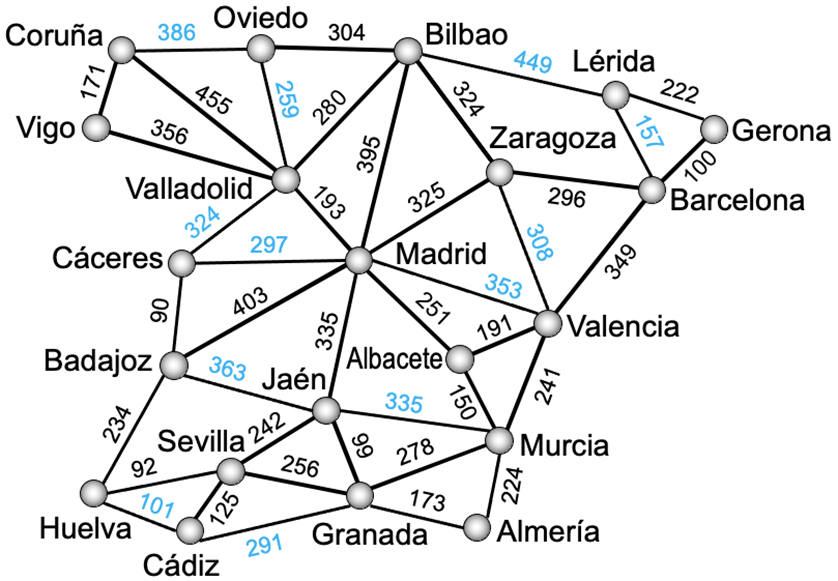 Oviedo
Coruña
386
304
Bilbao
449
Lérida
171
455
259
280
222
324
Vigo
356
395
Zaragoza
157
Gerona
100
Valladolid
193
325
296
Barcelona
324
Cáceres
297
Madrid
308
349
90
403
353
251
191
Valencia
335
Albacete
Badajoz
363
Jaén
335
150
241
234
Sevilla
242
99
278
Murcia
92
256
224
101
125
173
Huelva
Cádiz
291
Granada
Almería